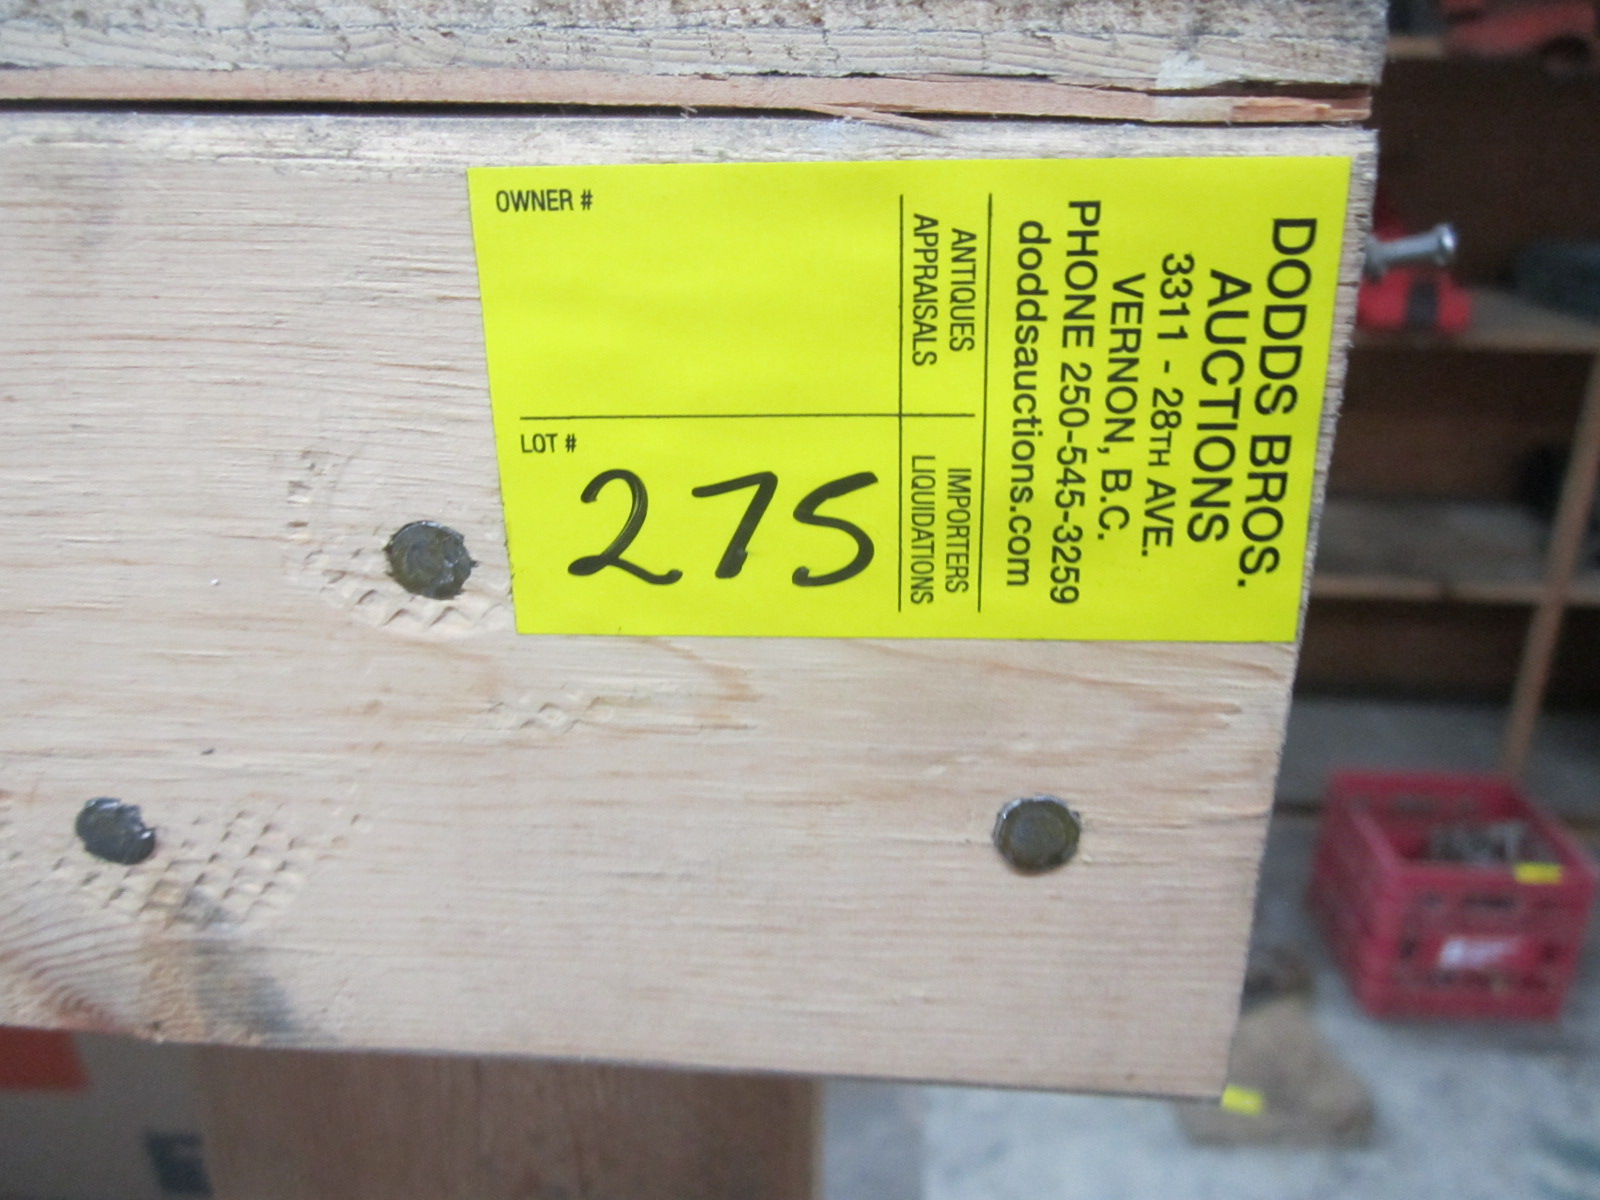 DODDS BROS.
AUCTIONS
3311 - 28TH AVE.
VERNON, B.C.
PHONE 250-545-3259
doddsauctions.com
ANTIQUES IMPORTERS
APPRAISALS LIQUIDATIONS
OWNER #
LOT # 275